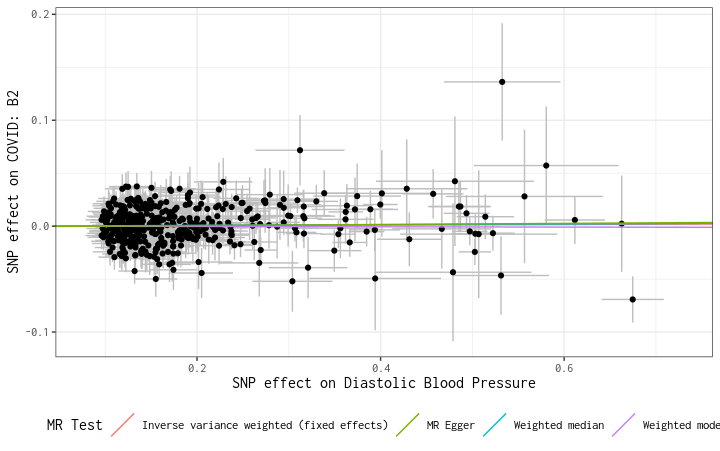 0.2
0.1
0.0
-0.1
SNP effect on COVID: B2
0.2 0.4 0.6
SNP effect on Diastolic Blood Pressure
MR Test Inverse variance weighted (fixed effects) MR Egger Weighted median Weighted mode